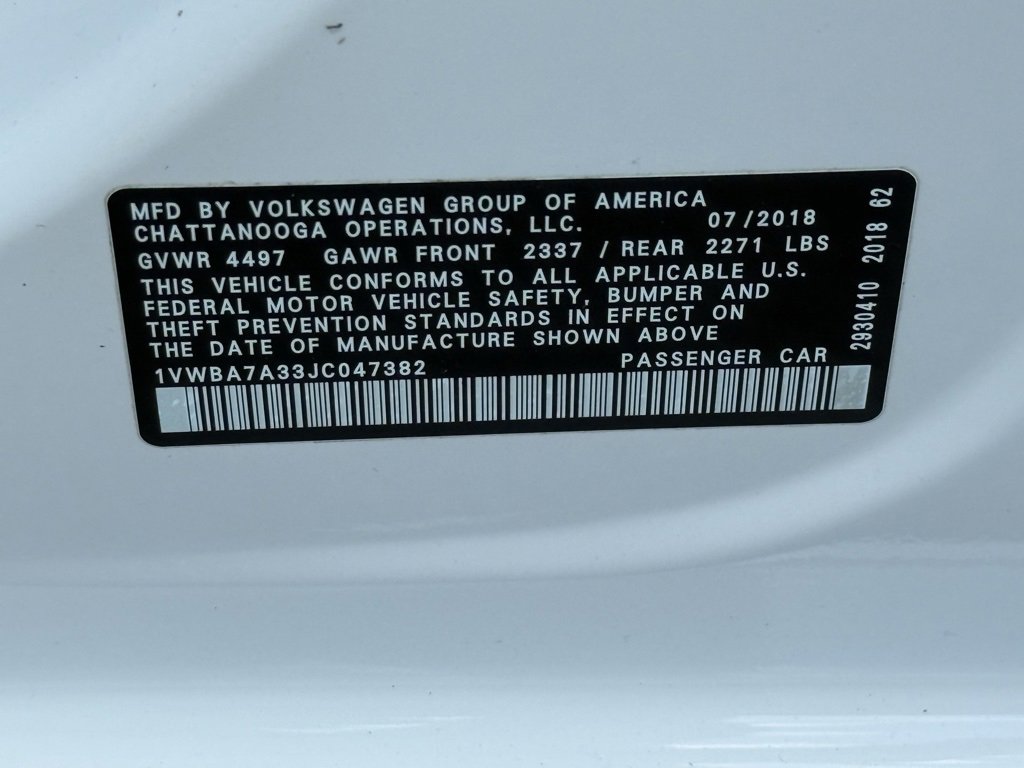 MFD BY VOLKSWAGEN GROUP OF AMERICA
CHATTANOOGA OPERATIONS, LLC. 07/2018
GVWR 4497 GAWR FRONT 2337 / REAR 2271 LBS
THIS VEHICLE CONFORMS TO ALL APPLICABLE U.S.
FEDERAL MOTOR VEHICLE SAFETY, BUMPER AND
THEFT PREVENTION STANDARDS IN EFFECT ON
THE DATE OF MANUFACTURE SHOWN ABOVE
1VWBA7A33JC047382 PASSENGER CAR
2930410 2018 62